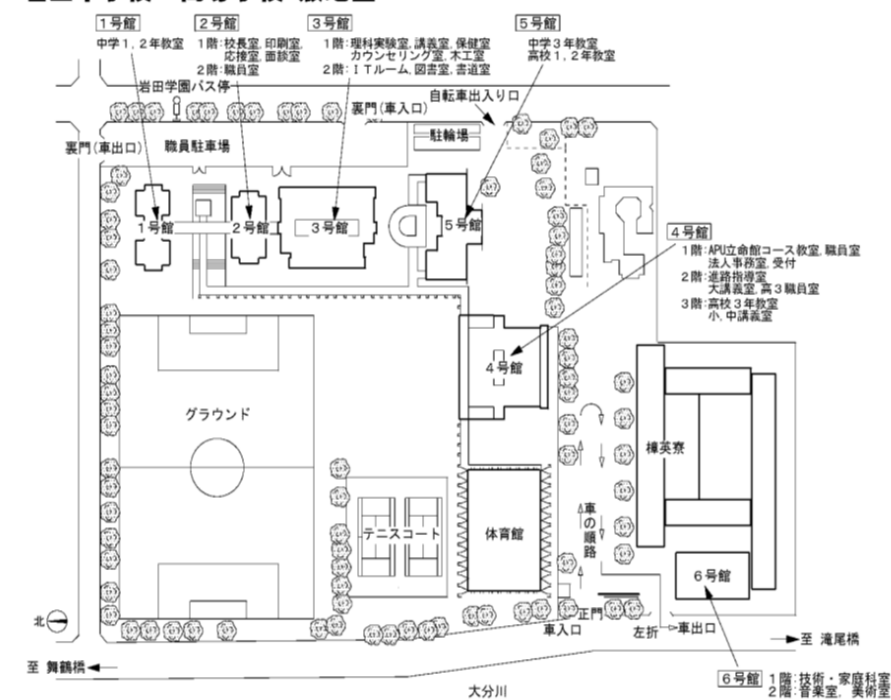 1号館
中学1,2年教室
2号館
1階:校長室,印刷室,
応接室,面談室
2階:職員室
3号館
1階:理科実験室,講義室,保健室
カウンセリング室,木工室
2階:ITルーム,図書室,書道室
5号館
中学3年教室
高校1,2年教室
岩田学園バス停
裏門(車入口)
自転車出入り口
裏門(車出口)
職員駐車場
駐輪場
1号館
2号館
3号館
5号館
4号館
1階:APU立命館コース教室,職員室
法人事務室,受付
2階:進路指導室
大講義室,高3職員室
3階:高校3年教室
小,中講義室
4号館
グラウンド
樟英寮
テニスコート
体育館
車の順路
6号館
北
正門
車入口
左折
車出口
至 滝尾橋
至 舞鶴橋
大分川
6号館
1階:技術・家庭科室
2階:音楽室, 美術室